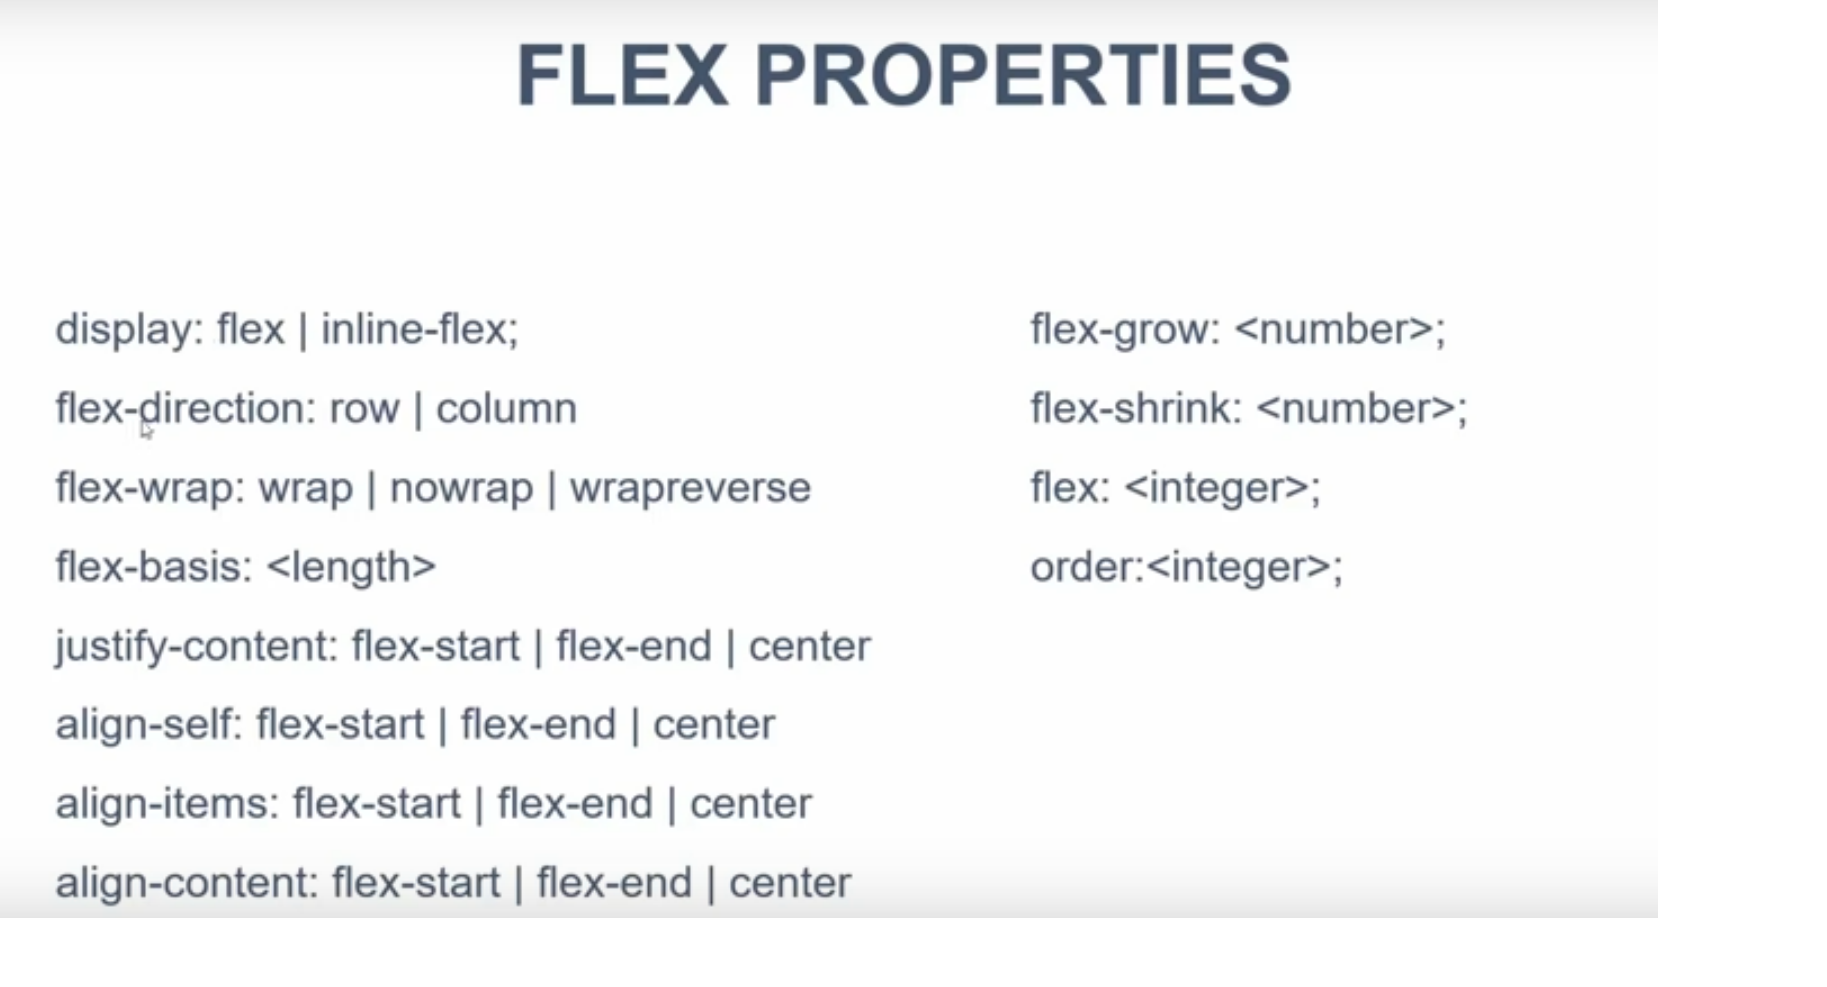 FLEX PROPERTIES
display: flex | inline-flex;
flex-direction: row | column
flex-wrap: wrap | nowrap | wrapreverse
flex-basis: <length>
justify-content: flex-start | flex-end | center
align-self: flex-start | flex-end | center
align-items: flex-start | flex-end | center
align-content: flex-start | flex-end | center
flex-grow: <number>;
flex-shrink: <number>;
flex: <integer>;
order:<integer>;